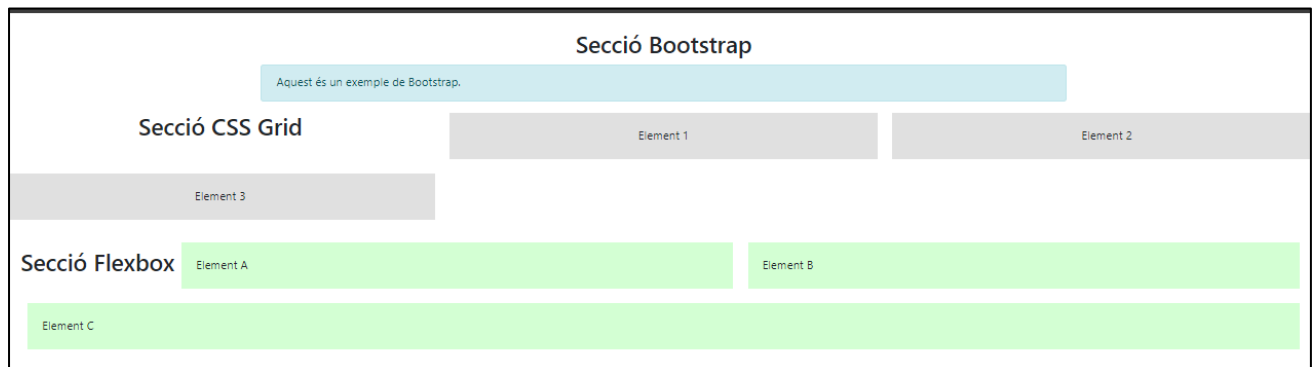 Secció Bootstrap
Aquest és un exemple de Bootstrap.
Secció CSS Grid
Element 1
Element 2
Element 3
Secció Flexbox
Element A
Element B
Element C